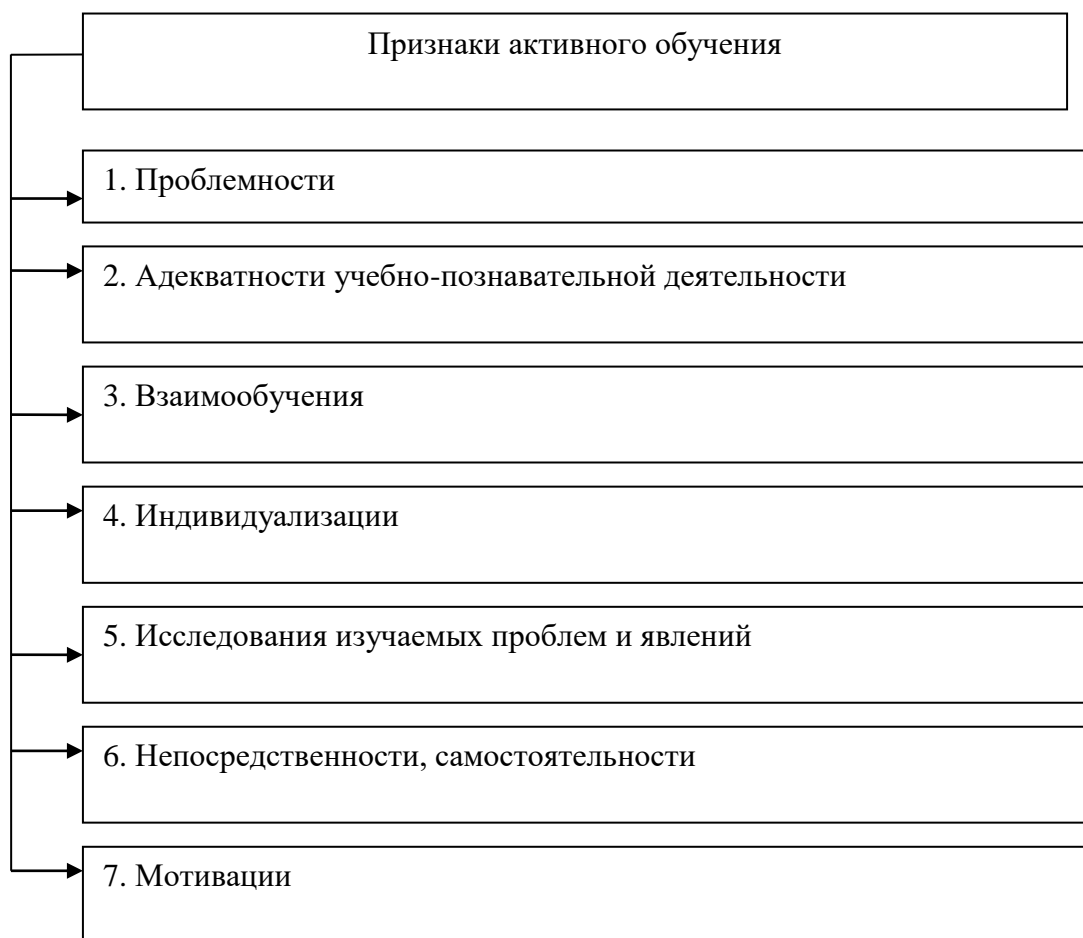 Признаки активного обучения
1. Проблемности
2. Адекватности учебно-познавательной деятельности
3. Взаимообучения
4. Индивидуализации
5. Исследования изучаемых проблем и явлений
6. Непосредственности, самостоятельности
7. Мотивации